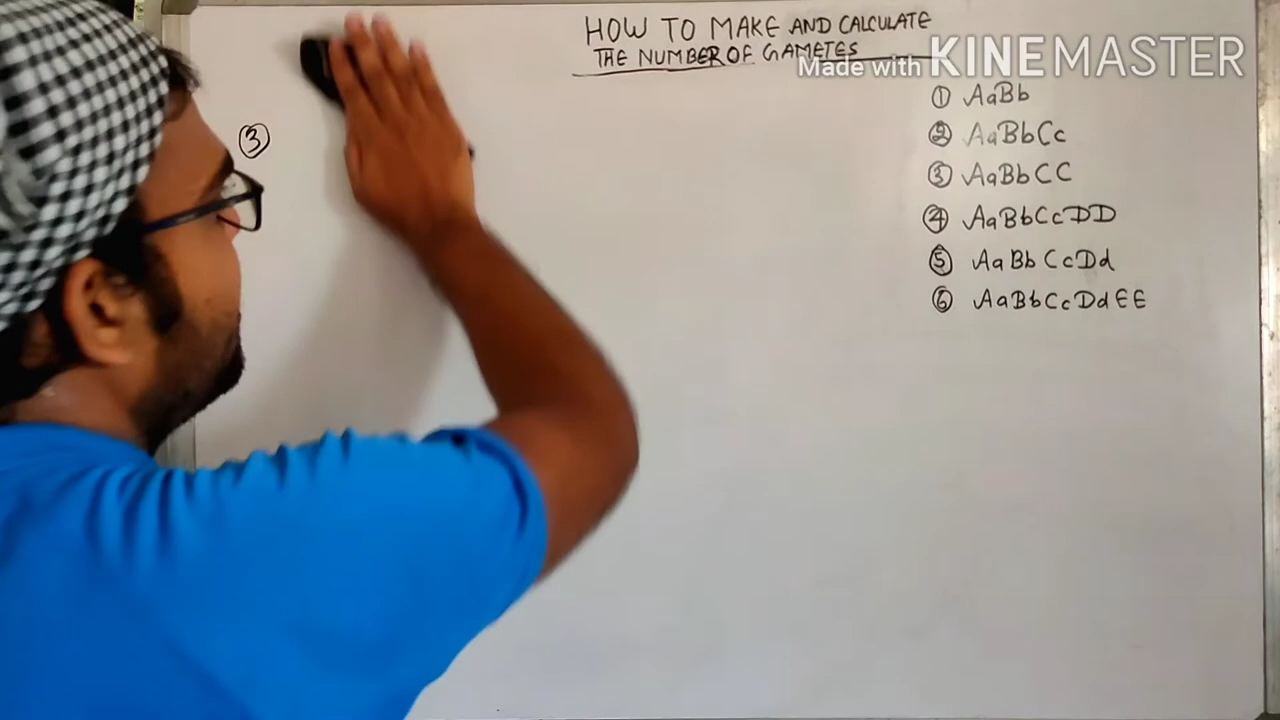 HOW TO MAKE AND CALCULATE
THE NUMBER OF GAMETES
Made with KINEMASTER
① AaBb
② AaBbCc
③ AaBbCC
④ AaBbCcDD
⑤ AaBbCcDd
⑥ AaBbCcDdEE
③